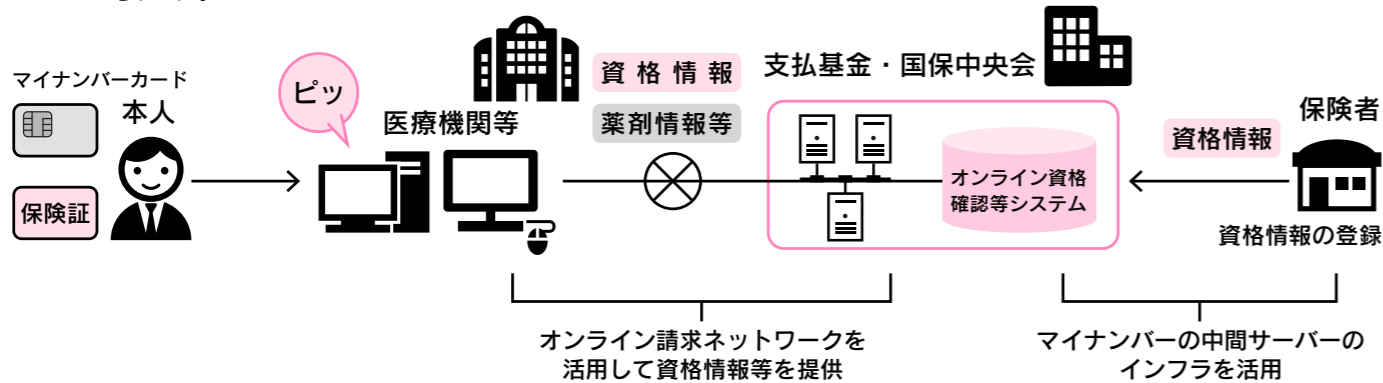 マイナンバーカード
本人
保険証
ピッ
医療機関等
資格情報
薬剤情報等
支払基金・国保中央会
オンライン資格
確認等システム
資格情報
保険者
資格情報の登録
オンライン請求ネットワークを
活用して資格情報等を提供
マイナンバーの中間サーバーの
インフラを活用